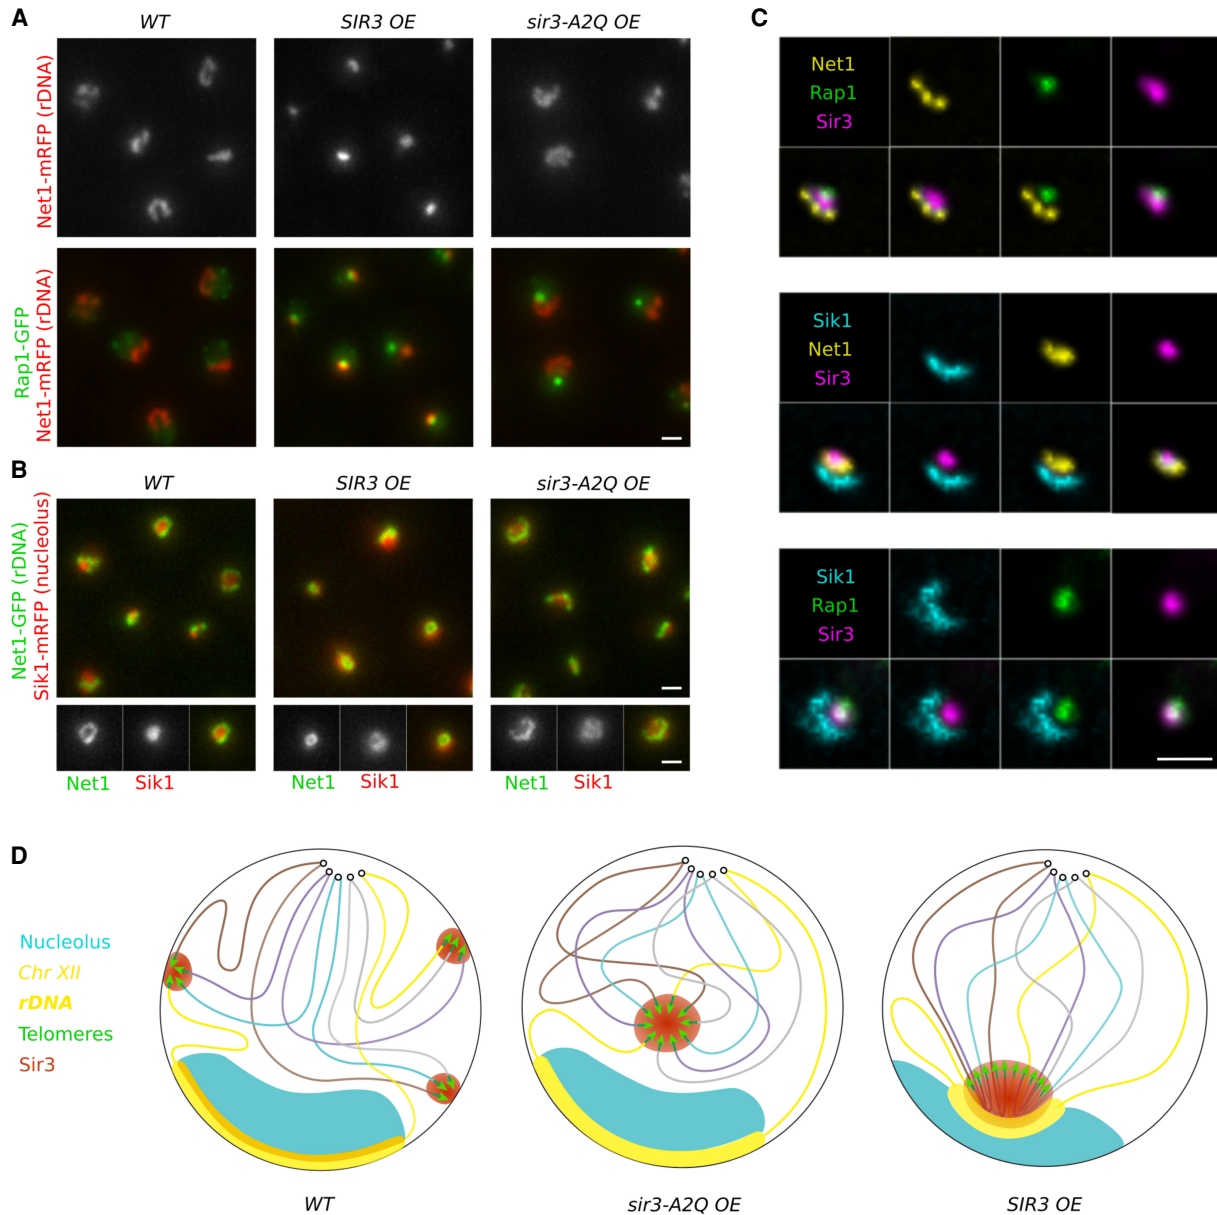 A
WT
SIR3 OE
sir3-A2Q OE
Net1-mRFP (rDNA)
Rap1-GFP
Net1-mRFP (rDNA)
B
WT
SIR3 OE
sir3-A2Q OE
Net1-GFP (rDNA)
Sik1-mRFP (nucleolus)
Net1 Sik1
Net1 Sik1
Net1 Sik1
C
Net1
Rap1
Sir3
Sik1
Net1
Sir3
Sik1
Rap1
Sir3
D
Nucleolus
Chr XII
rDNA
Telomeres
Sir3
WT
sir3-A2Q OE
SIR3 OE